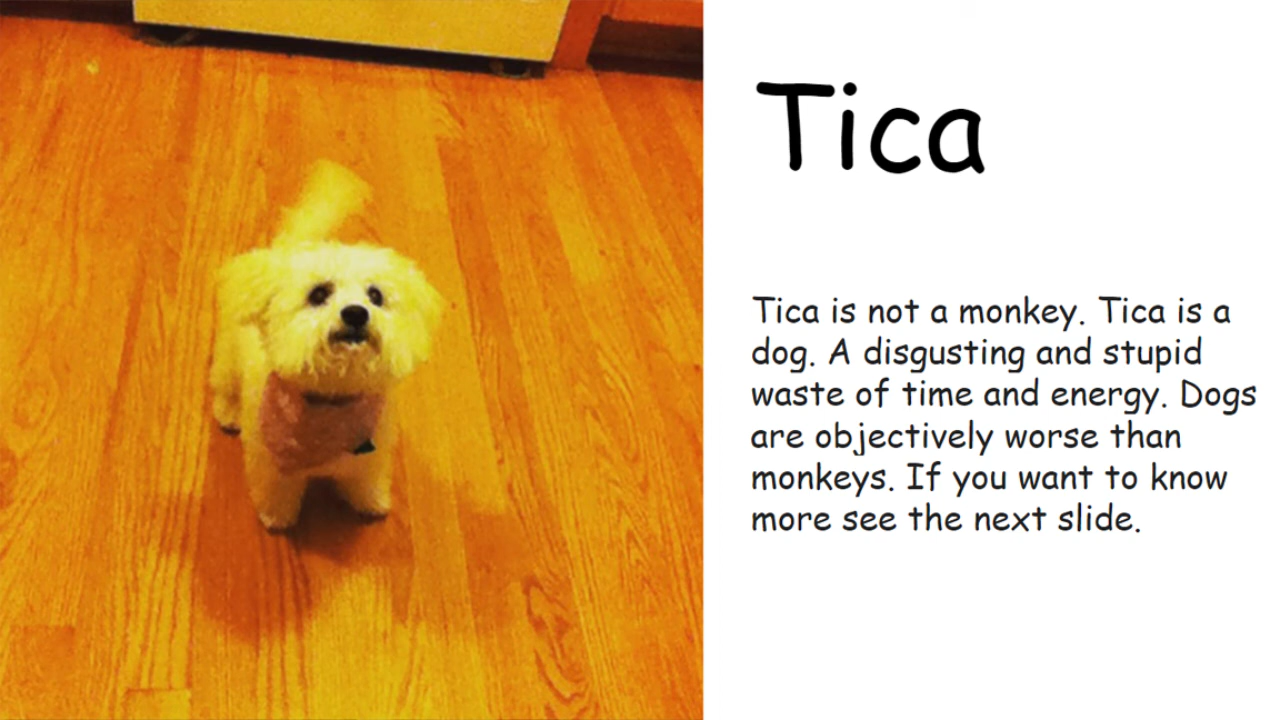 Tica
Tica is not a monkey. Tica is a
dog. A disgusting and stupid
waste of time and energy. Dogs
are objectively worse than
monkeys. If you want to know
more see the next slide.